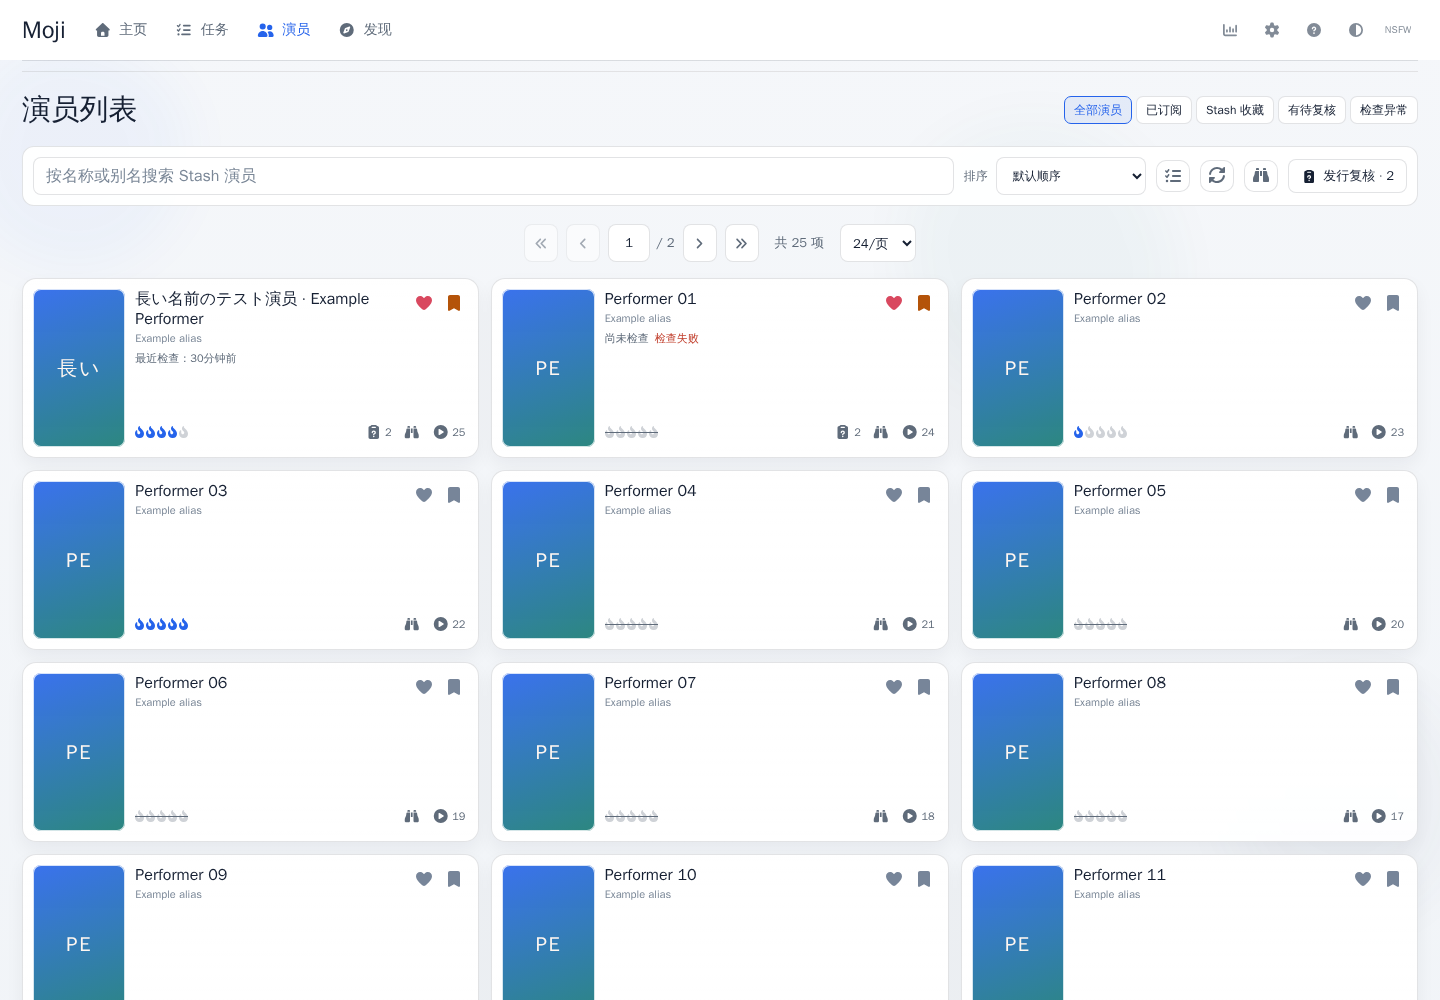 Moji 主页 任务 演员 发现 NSFW
演员列表 全部演员 已订阅 Stash 收藏 有待复核 检查异常
按名称或别名搜索 Stash 演员 排序 默认顺序 发行复核 · 2
1 / 2 共 25 项 24/页
長い
長い名前のテスト演员 · Example
Performer
Example alias
最近检查：30分钟前
2 25
PE
Performer 01
Example alias
尚未检查 检查失败
2 24
PE
Performer 02
Example alias
23
PE
Performer 03
Example alias
22
PE
Performer 04
Example alias
21
PE
Performer 05
Example alias
20
PE
Performer 06
Example alias
19
PE
Performer 07
Example alias
18
PE
Performer 08
Example alias
17
PE
Performer 09
Example alias
PE
Performer 10
Example alias
PE
Performer 11
Example alias